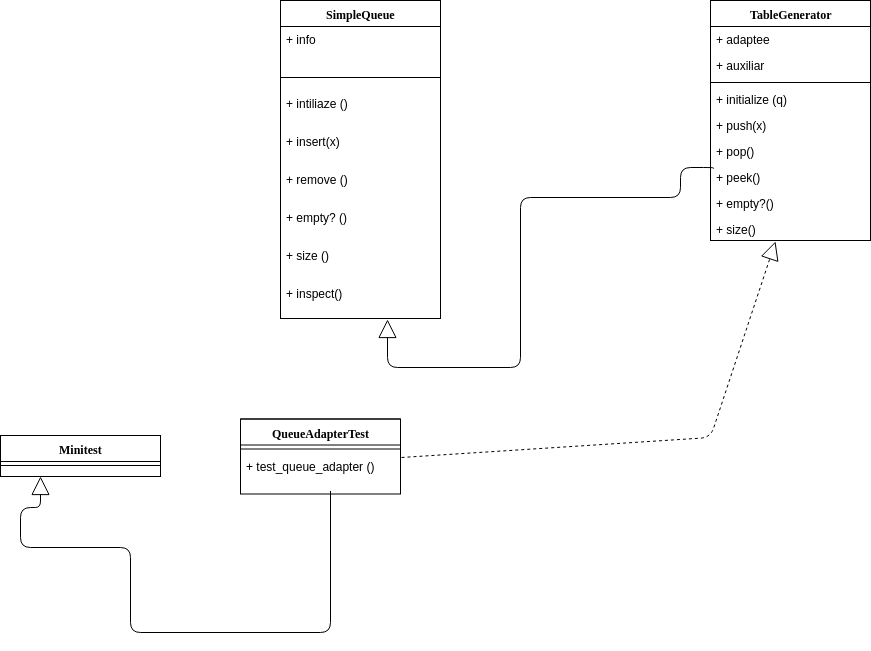 SimpleQueue
+ info
+ intiliaze ()
+ insert(x)
+ remove ()
+ empty? ()
+ size ()
+ inspect()
TableGenerator
+ adaptee
+ auxiliar
+ initialize (q)
+ push(x)
+ pop()
+ peek()
+ empty?()
+ size()
Minitest
QueueAdapterTest
+ test_queue_adapter ()